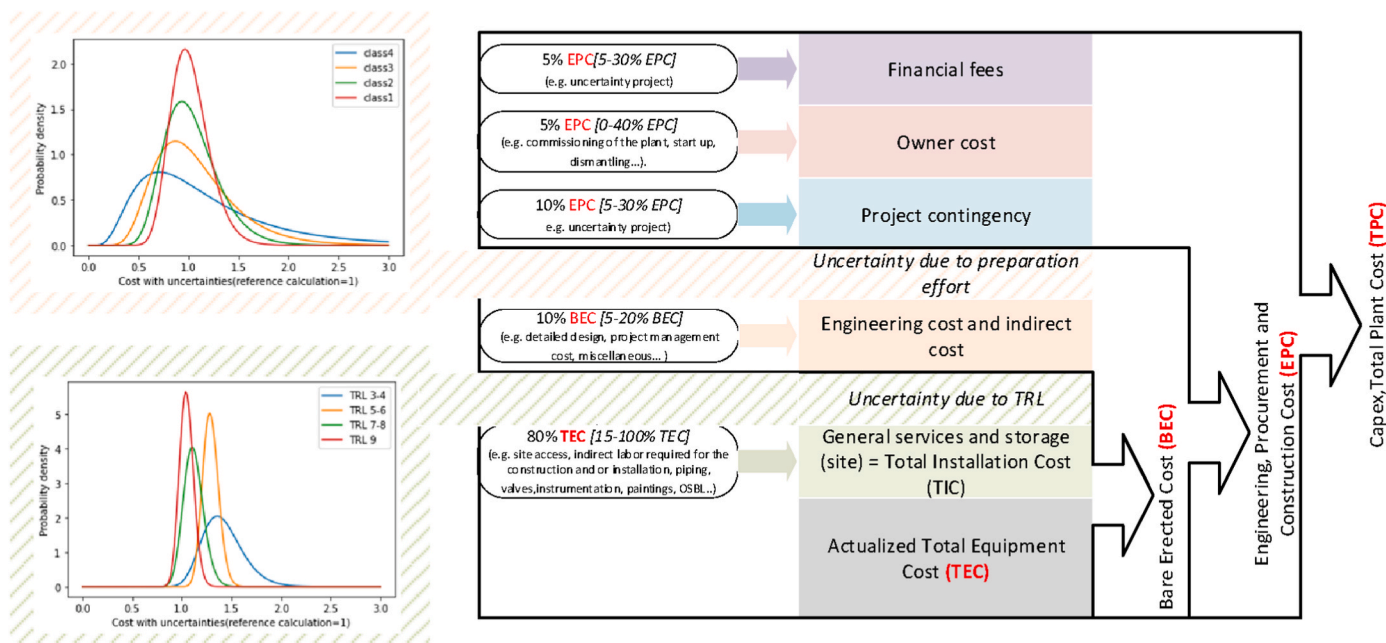 class4
class3
class2
class1
2.0
1.5
1.0
0.5
0.0
Probability density
0.0 0.5 1.0 1.5 2.0 2.5 3.0
Cost with uncertainties(reference calculation=1)
TRL 3-4
TRL 5-6
TRL 7-8
TRL 9
5
4
3
2
1
0
Probability density
0.0 0.5 1.0 1.5 2.0 2.5 3.0
Cost with uncertainties(reference calculation=1)
5% EPC[5-30% EPC]
(e.g. uncertainty project)
Financial fees
5% EPC [0-40% EPC]
(e.g. commissioning of the plant, start up,
dismantling...).
Owner cost
10% EPC [5-30% EPC]
e.g. uncertainty project)
Project contingency
Uncertainty due to preparation
effort
10% BEC [5-20% BEC]
(e.g. detailed design, project management
cost, miscellaneous... )
Engineering cost and indirect
cost
Uncertainty due to TRL
80% TEC [15-100% TEC]
(e.g. site access, indirect labor required for the
construction and or installation, piping,
valves,instrumentation, paintings, OSBL..)
General services and storage
(site) = Total Installation Cost
(TIC)
Actualized Total Equipment
Cost (TEC)
Bare Erected Cost (BEC)
Engineering, Procurement and
Construction Cost (EPC)
Capex,Total Plant Cost (TPC)